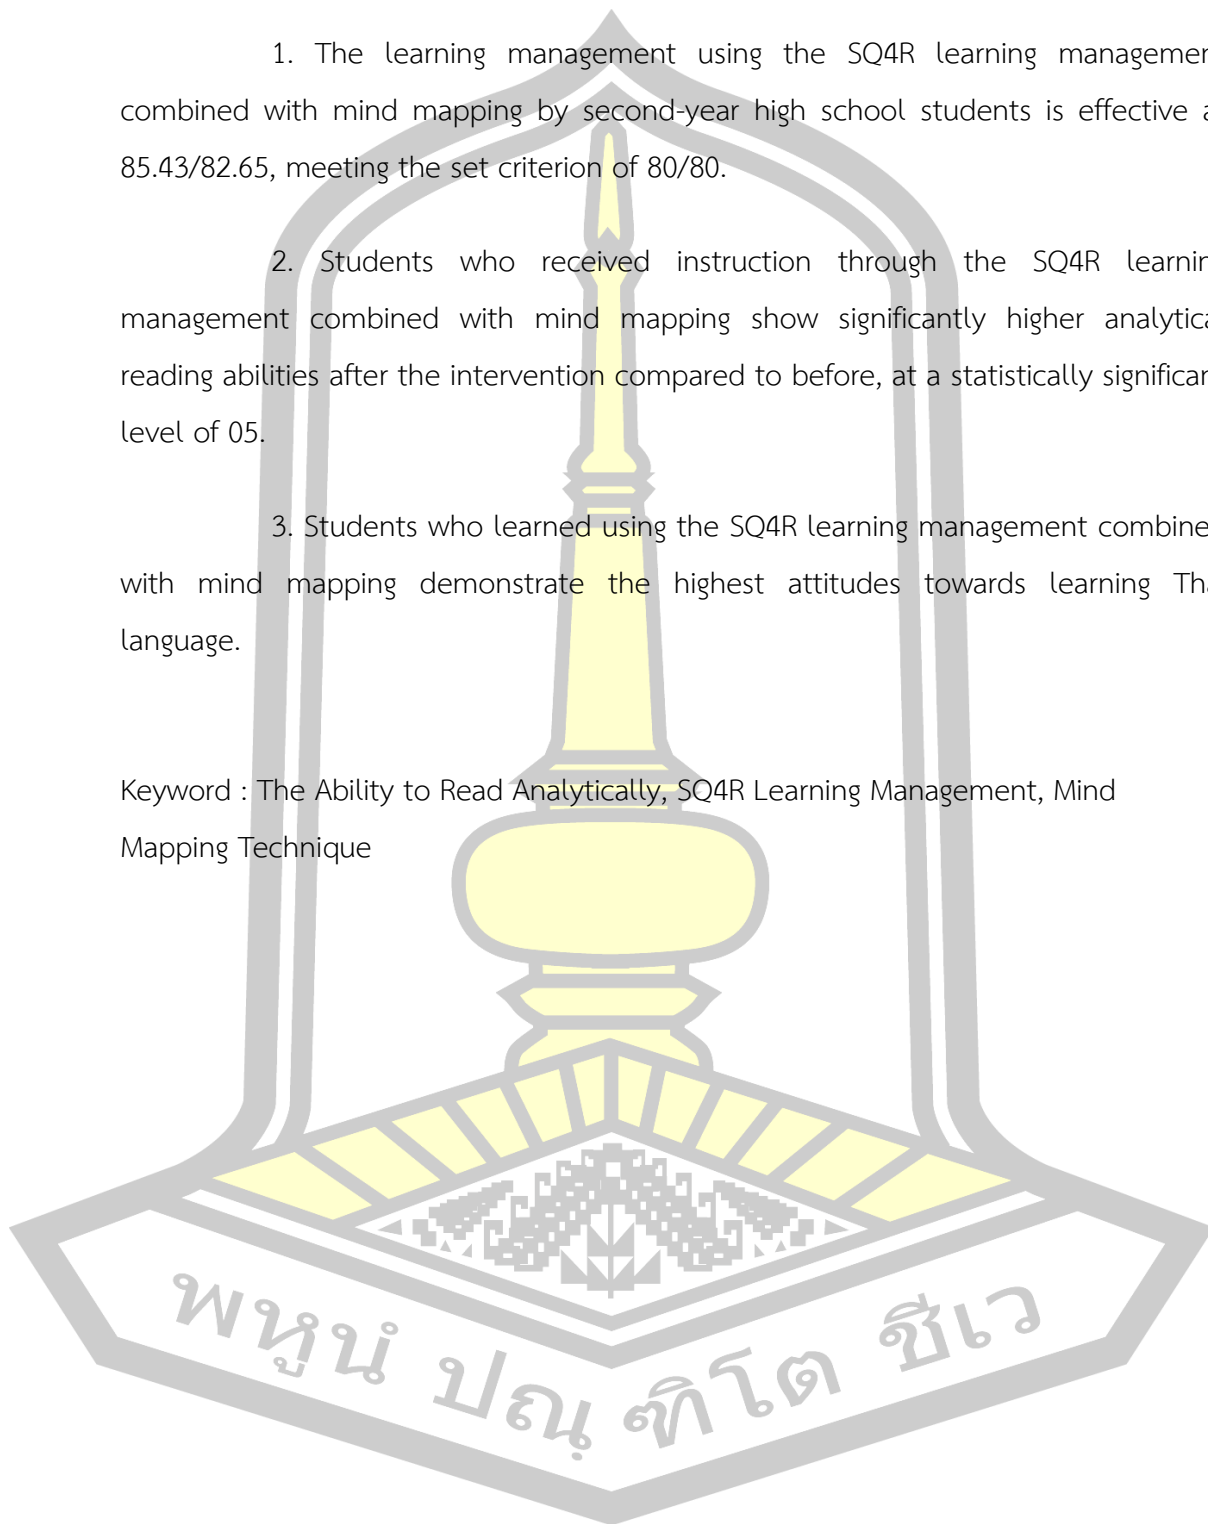 1. The learning management using the SQ4R learning managemen
combined with mind mapping by second-year high school students is effective a
85.43/82.65, meeting the set criterion of 80/80.
2. Students who received instruction through the SQ4R learnin
management combined with mind mapping show significantly higher analytica
reading abilities after the intervention compared to before, at a statistically significan
level of 05.
3. Students who learned using the SQ4R learning management combine
with mind mapping demonstrate the highest attitudes towards learning Tha
language.
Keyword : The Ability to Read Analytically, SQ4R Learning Management, Mind
Mapping Technique
พหูนํ ปณฺฑิโต ชีเว